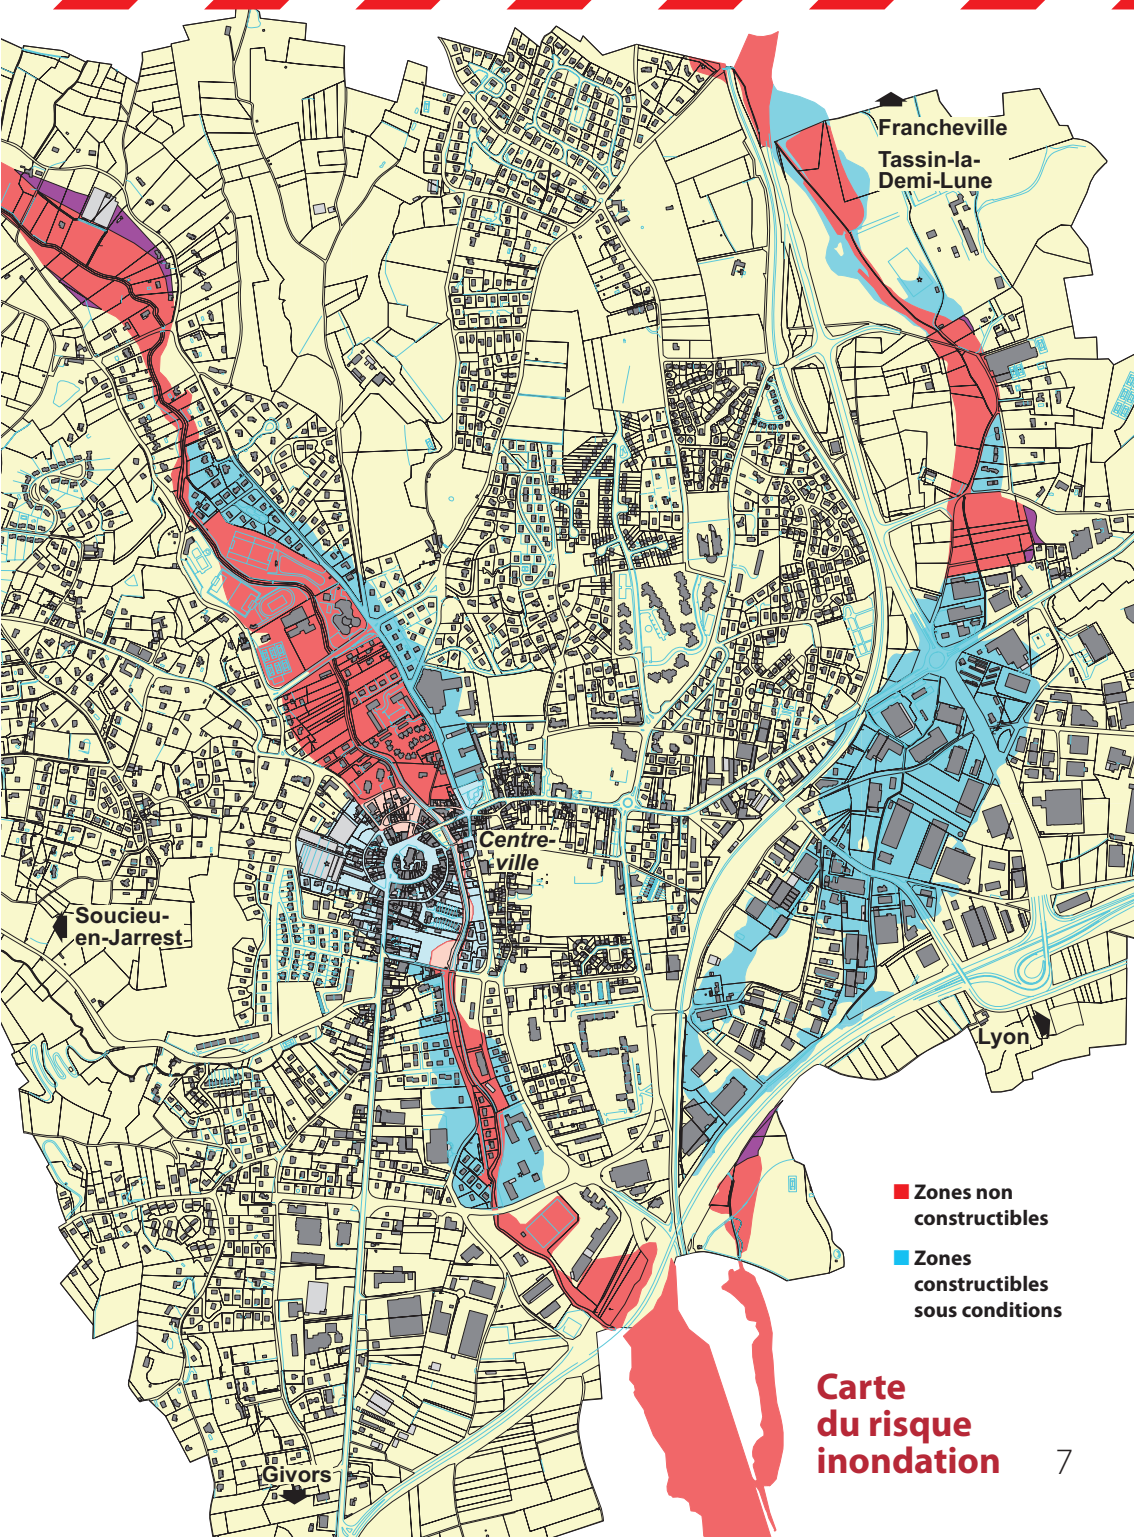 Francheville
Tassin-la-
Demi-Lune
Centre-
ville
Soucieu-
en-Jarrest
Lyon
Zones non
constructibles
Zones
constructibles
sous conditions
Carte
du risque
inondation
7
Givors